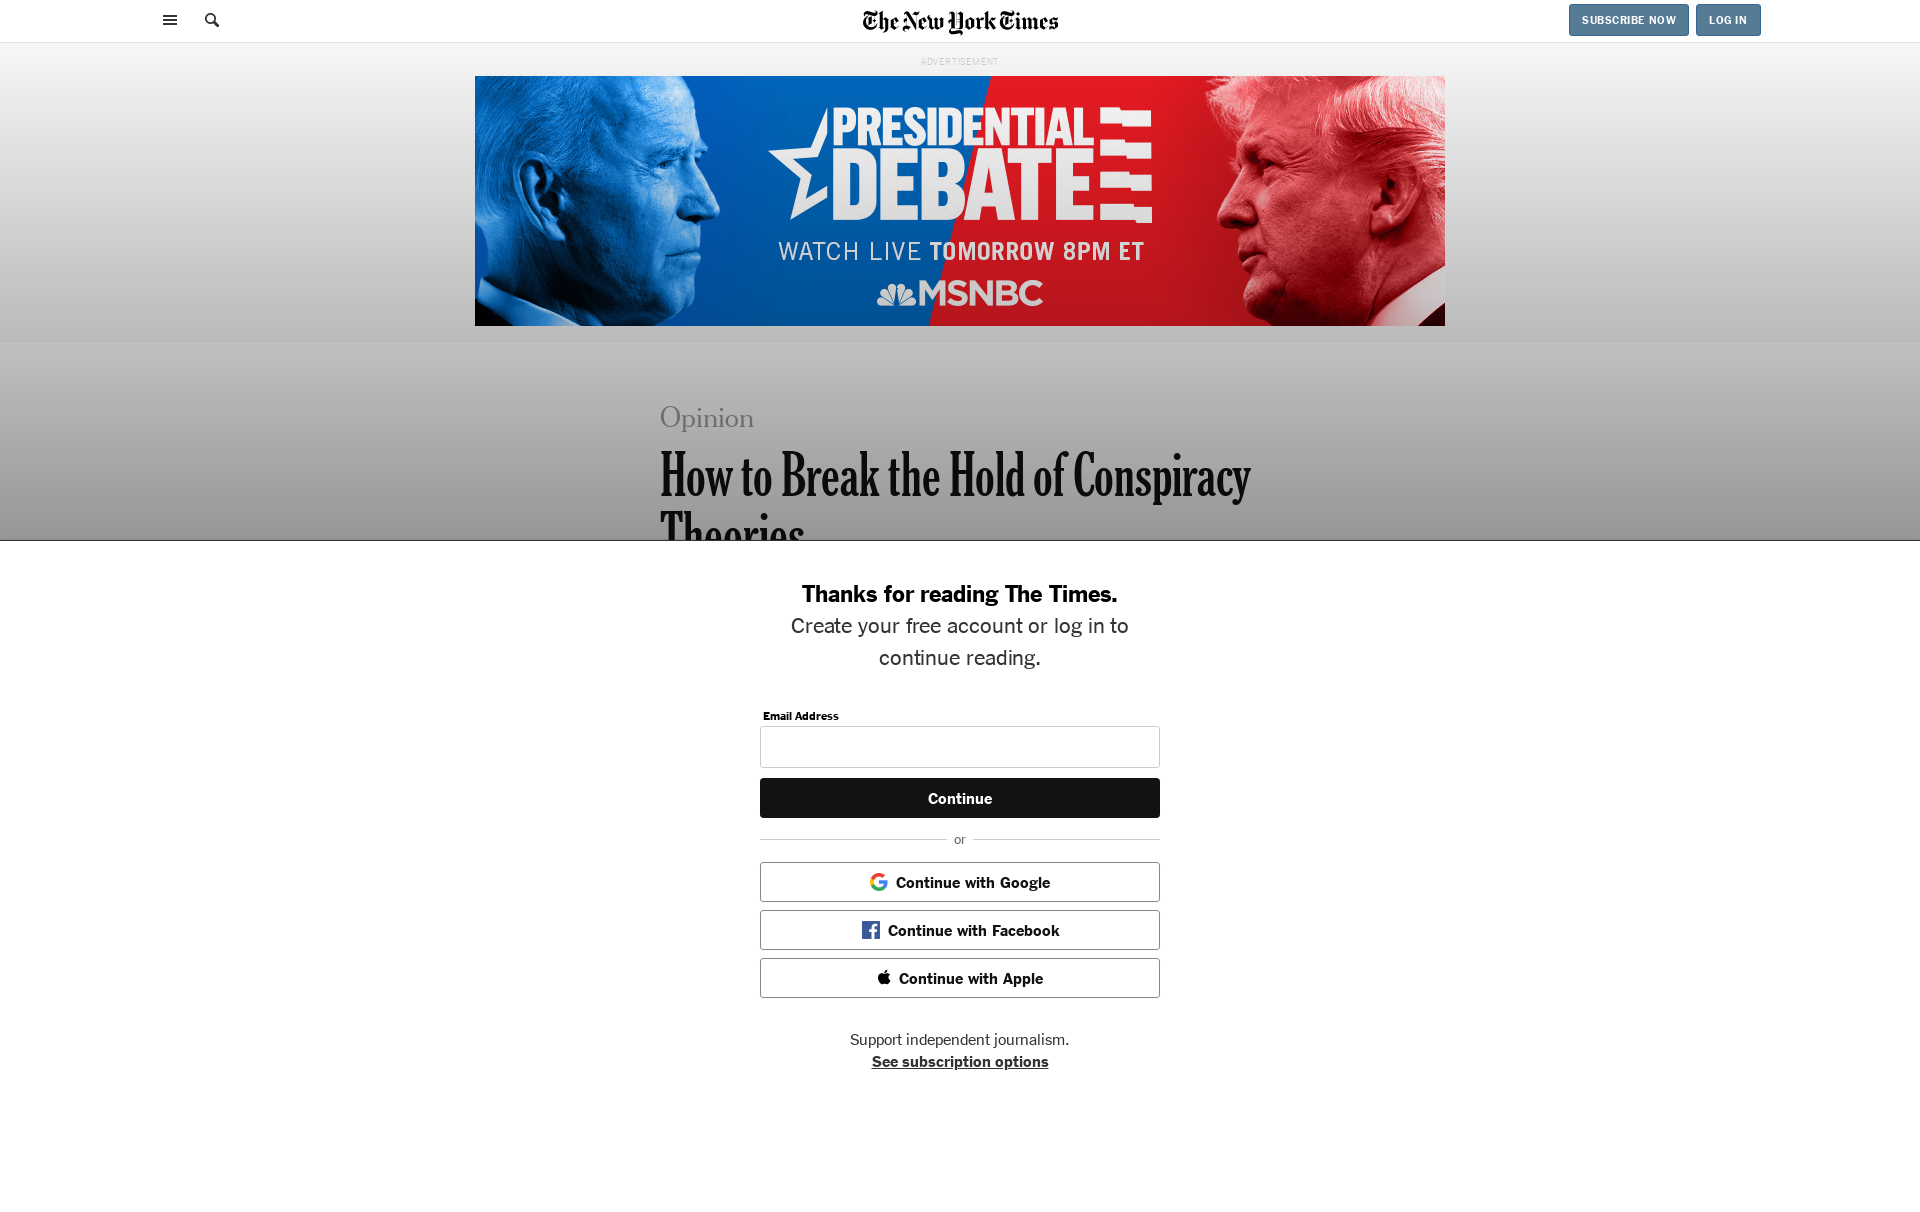 The New York Times
SUBSCRIBE NOW
LOG IN
ADVERTISEMENT
PRESIDENTIAL
DEBATE
WATCH LIVE TOMORROW 8PM ET
MSNBC
Opinion
How to Break the Hold of Conspiracy
Theories
Thanks for reading The Times.
Create your free account or log in to
continue reading.
Email Address
Continue
or
Continue with Google
Continue with Facebook
Continue with Apple
Support independent journalism.
See subscription options